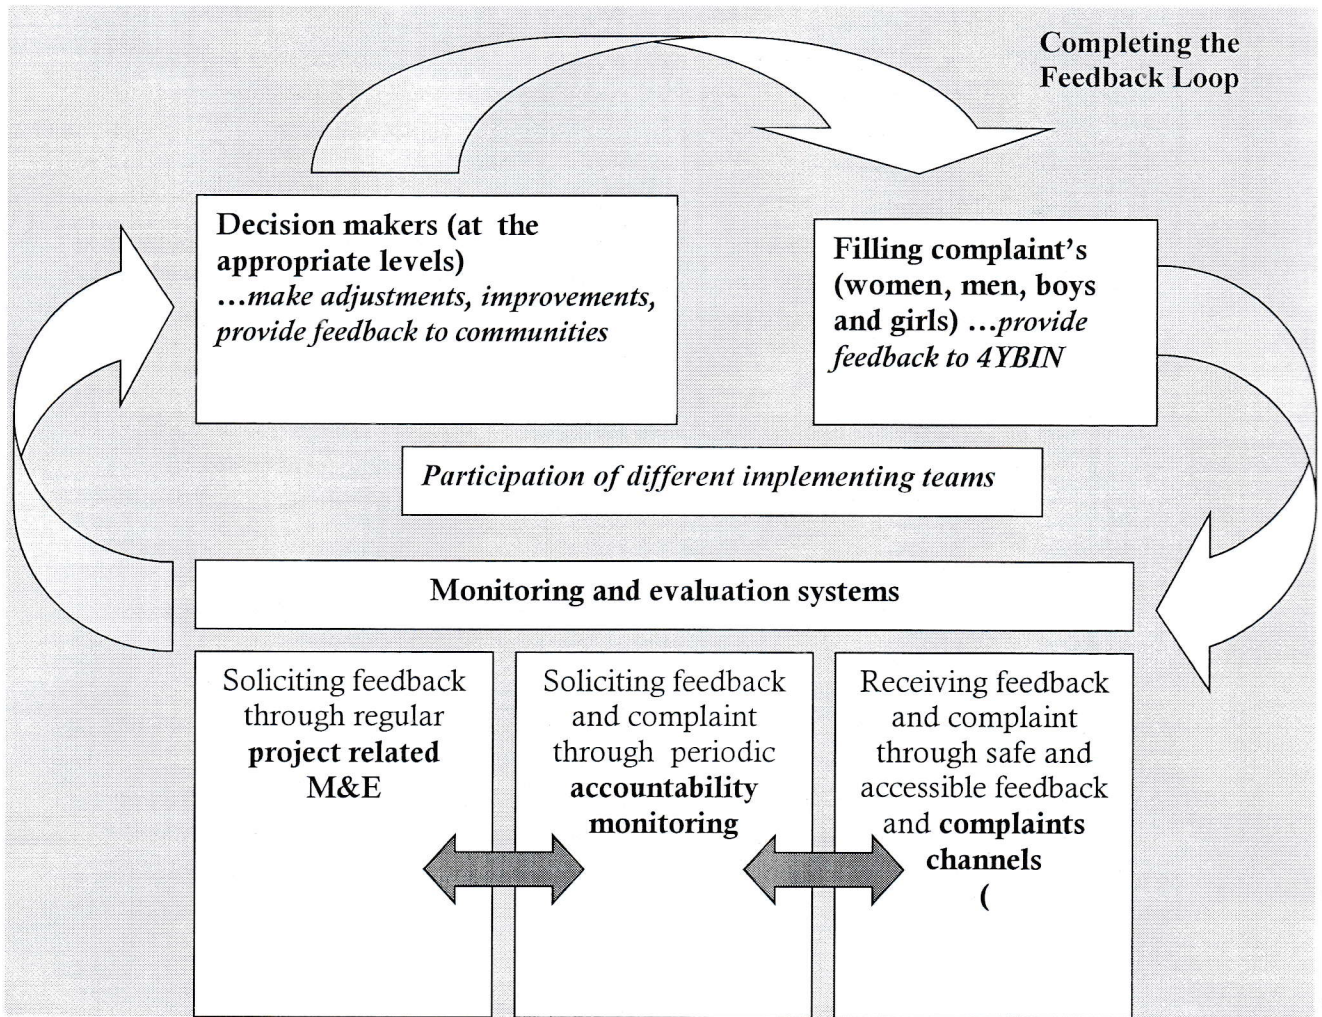 Completing the
Feedback Loop
Decision makers (at the
appropriate levels)
...make adjustments, improvements,
provide feedback to communities
Filling complaint's
(women, men, boys
and girls) ...provide
feedback to 4YBIN
Participation of different implementing teams
Monitoring and evaluation systems
Soliciting feedback
through regular
project related
M&E
Soliciting feedback
and complaint
through periodic
accountability
monitoring
Receiving feedback
and complaint
through safe and
accessible feedback
and complaints
channels
(